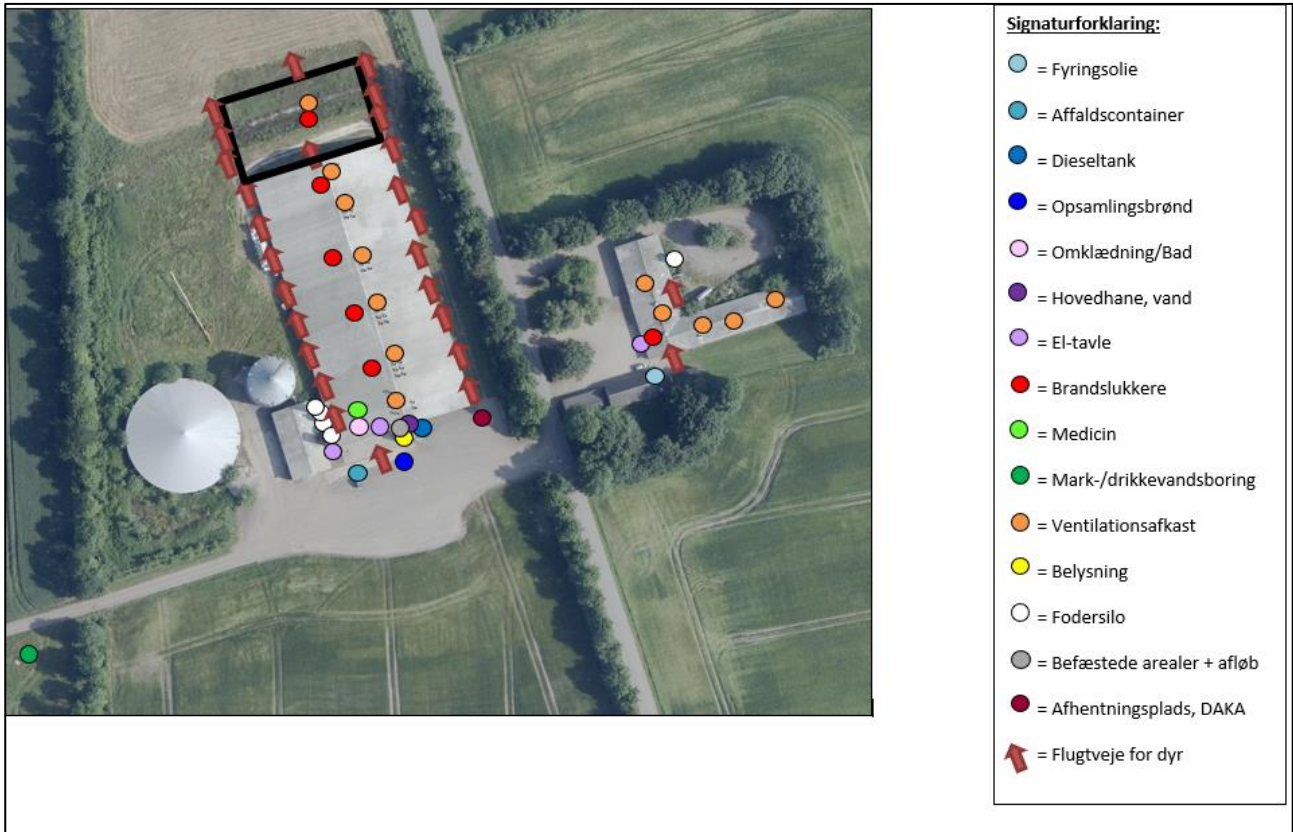 Signaturforklaring:
= Fyringsolie
= Affaldscontainer
= Dieseltank
= Opsamlingsbrønd
= Omklædning/Bad
= Hovedhane, vand
= El-tavle
= Brandslukkere
= Medicin
= Mark-/drikkevandsboring
= Ventilationsafkast
= Belysning
= Fodersilo
= Befæstede arealer + afløb
= Afhentningsplads, DAKA
= Flugtveje for dyr